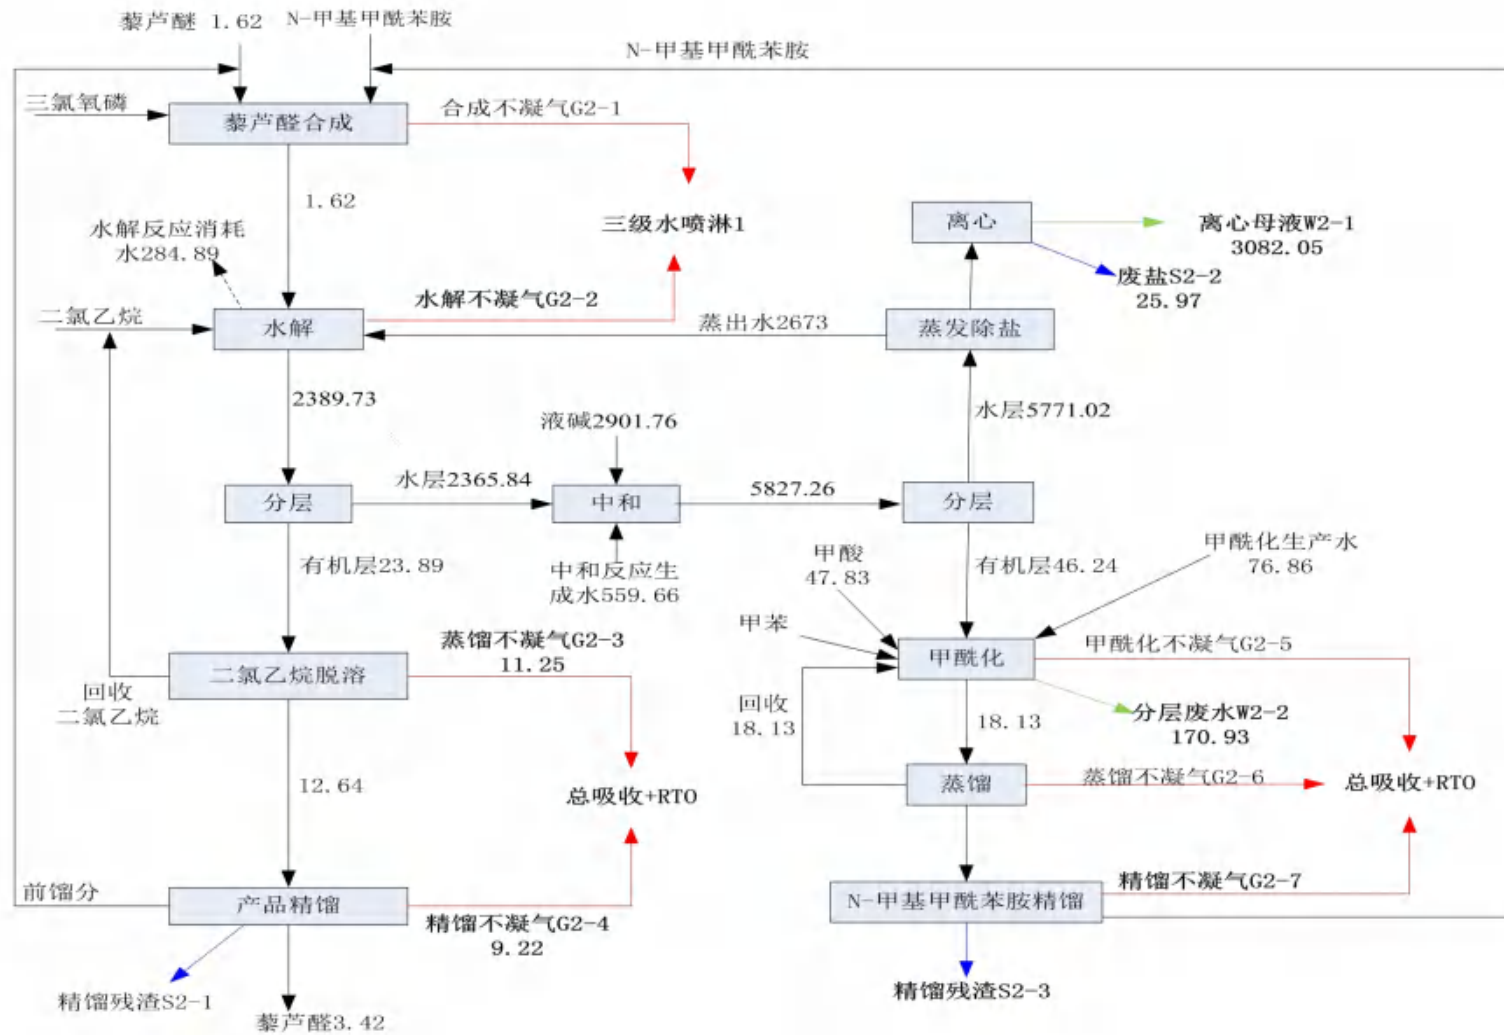 藜芦醚 1.62
N-甲基甲酰苯胺
N-甲基甲酰苯胺
三氯氧磷
藜芦醛合成
合成不凝气G2-1
1.62
三级水喷淋1
离心
离心母液W2-1
3082.05
废盐S2-2
25.97
水解反应消耗
水284.89
二氯乙烷
水解
水解不凝气G2-2
蒸出水2673
蒸发除盐
2389.73
液碱2901.76
水层5771.02
分层
水层2365.84
中和
5827.26
分层
有机层23.89
中和反应生
成水559.66
甲酸
47.83
有机层46.24
甲酰化生产水
76.86
甲苯
二氯乙烷脱溶
蒸馏不凝气G2-3
11.25
甲酰化
甲酰化不凝气G2-5
回收
二氯乙烷
回收
18.13
18.13
分层废水W2-2
170.93
12.64
总吸收+RTO
蒸馏
蒸馏不凝气G2-6
总吸收+RTO
前馏分
产品精馏
精馏不凝气G2-4
9.22
N-甲基甲酰苯胺精馏
精馏不凝气G2-7
精馏残渣S2-1
藜芦醛3.42
精馏残渣S2-3